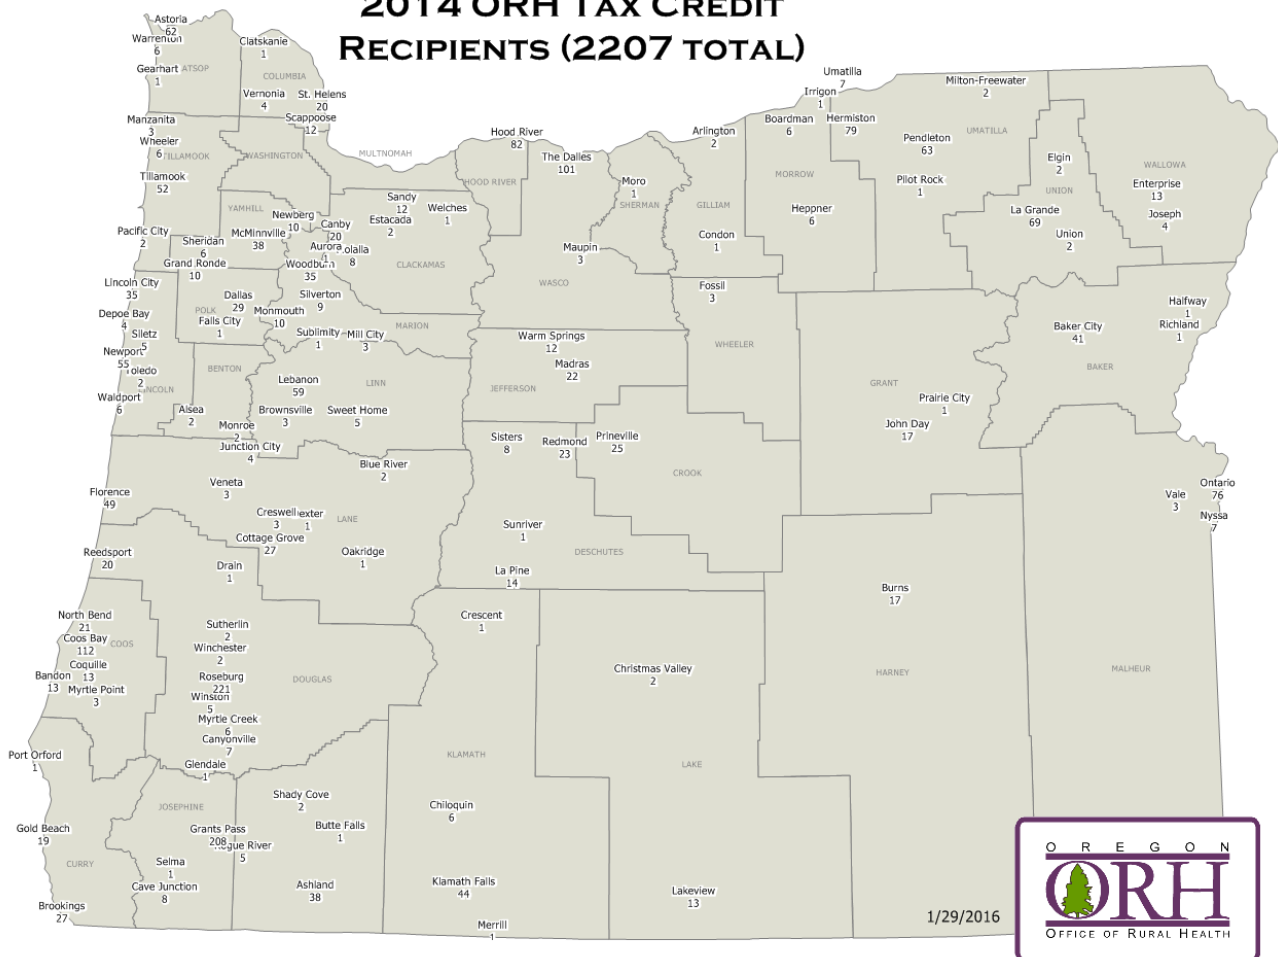 2014 ORH TAX CREDIT
RECIPIENTS (2207 TOTAL)
Astoria
62
Warrenton
6
Gearhart
1
ATSOP
Clatskanie
1
COLUMBIA
Vernonia
4
St. Helens
20
Scappoose
12
Manzanita
3
Wheeler
6
TILLAMOOK
Tillamook
52
WASHINGTON
MULTNOMAH
Hood River
82
HOOD RIVER
The Dalles
101
Moro
1
SHERMAN
Arlington
2
GILLIAM
Condon
1
Boardman
6
MORROW
Heppner
6
Irrigon
1
Umatilla
7
Hermiston
79
Milton-Freewater
2
Pendleton
63
UMATILLA
Pilot Rock
1
Elgin
2
UNION
La Grande
69
Union
2
WALLOWA
Enterprise
13
Joseph
4
Pacific City
2
YAMHILL
Sheridan
6
McMinnville
38
Newberg
10
Grand Ronde
10
Sandy
12
Welches
1
Estacada
2
Canby
20
Aurora
1
olalla
8
CLACKAMAS
Woodburn
35
Maupin
3
WASCO
Fossil
3
WHEELER
Lincoln City
35
Depoe Bay
4
Siletz
5
Newport
55
oledo
2
NCOLN
Waldport
6
Dallas
29
POLK
Falls City
1
Monmouth
10
Silverton
9
MARION
Sublimity
1
Mill City
3
BENTON
Alsea
2
Monroe
2
Lebanon
59
LINN
Brownsville
3
Sweet Home
5
Warm Springs
12
Madras
22
JEFFERSON
GRANT
Prairie City
1
John Day
17
Baker City
41
BAKER
Halfway
1
Richland
1
Junction City
4
Blue River
2
Florence
49
Veneta
3
Creswell
3
exter
1
LANE
Cottage Grove
27
Oakridge
1
Sisters
8
Redmond
23
Prineville
25
CROOK
Sunriver
1
DESCHUTES
La Pine
14
Ontario
76
Vale
3
Nyssa
7
Reedsport
20
Drain
1
North Bend
21
Coos Bay
112
COOS
Coquille
13
Bandon
13
Myrtle Point
3
Sutherlin
2
Winchester
2
Roseburg
221
Winston
5
DOUGLAS
Myrtle Creek
6
Canyonville
7
Glendale
1
Crescent
1
Christmas Valley
2
Burns
17
HARNEY
MALHEUR
KLAMATH
LAKE
Port Orford
1
Gold Beach
19
CURRY
Brookings
27
JOSEPHINE
Grants Pass
208
ogue River
5
Selma
1
Cave Junction
8
Shady Cove
2
Butte Falls
1
Ashland
38
Chiloquin
6
Klamath Falls
44
Merrill
1
Lakeview
13
1/29/2016
OREGON
ORH
OFFICE OF RURAL HEALTH